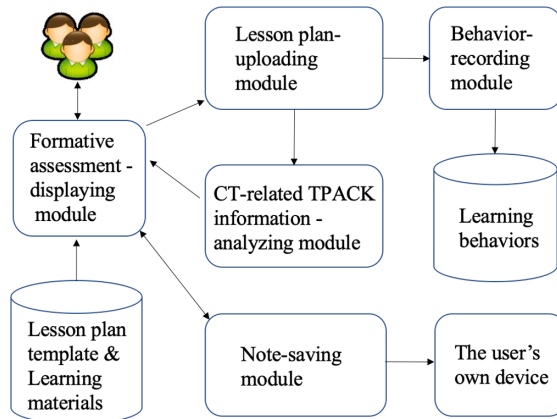 Lesson plan-
uploading
module
Behavior-
recording
module
Formative
assessment -
displaying
module
CT-related TPACK
information -
analyzing module
Learning
behaviors
Lesson plan
template &
Learning
materials
Note-saving
module
The user's
own device